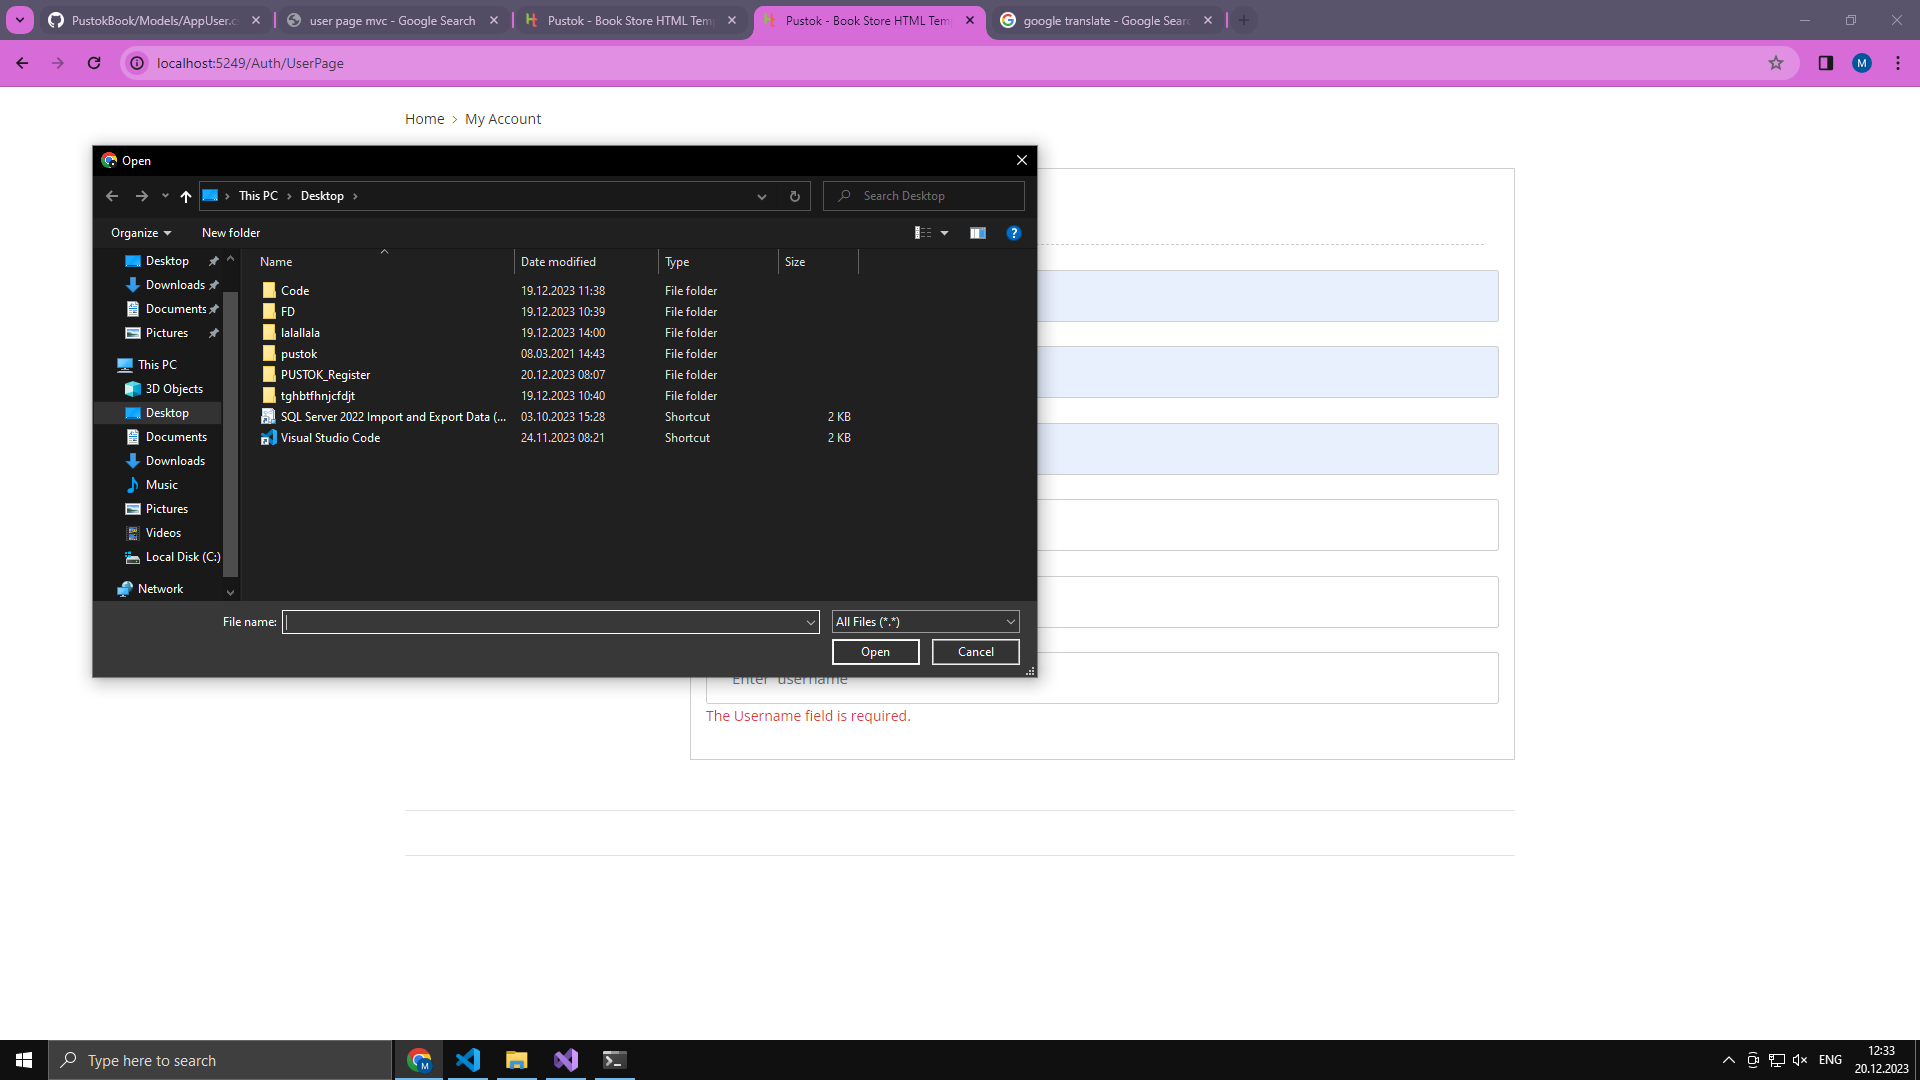 PustokBook/Models/AppUser.c
user page mvc - Google Search
Pustok - Book Store HTML Tem
Pustok - Book Store HTML Tem
google translate - Google Sear
localhost:5249/Auth/UserPage
M
Home > My Account
Open
This PC > Desktop >
Search Desktop
Organize
New folder
Name
Date modified
Type
Size
Desktop
Downloads
Documents
Pictures
This PC
3D Objects
Desktop
Documents
Downloads
Music
Pictures
Videos
Local Disk (C:)
Network
Code 19.12.2023 11:38 File folder
FD 19.12.2023 10:39 File folder
lalallala 19.12.2023 14:00 File folder
pustok 08.03.2021 14:43 File folder
PUSTOK_Register 20.12.2023 08:07 File folder
tghbtfhnjcfdjt 19.12.2023 10:40 File folder
SQL Server 2022 Import and Export Data (... 03.10.2023 15:28 Shortcut 2 KB
Visual Studio Code 24.11.2023 08:21 Shortcut 2 KB
File name:
All Files (*.*)
Open
Cancel
Enter username
The Username field is required.
Type here to search
M
ENG
12:33
20.12.2023